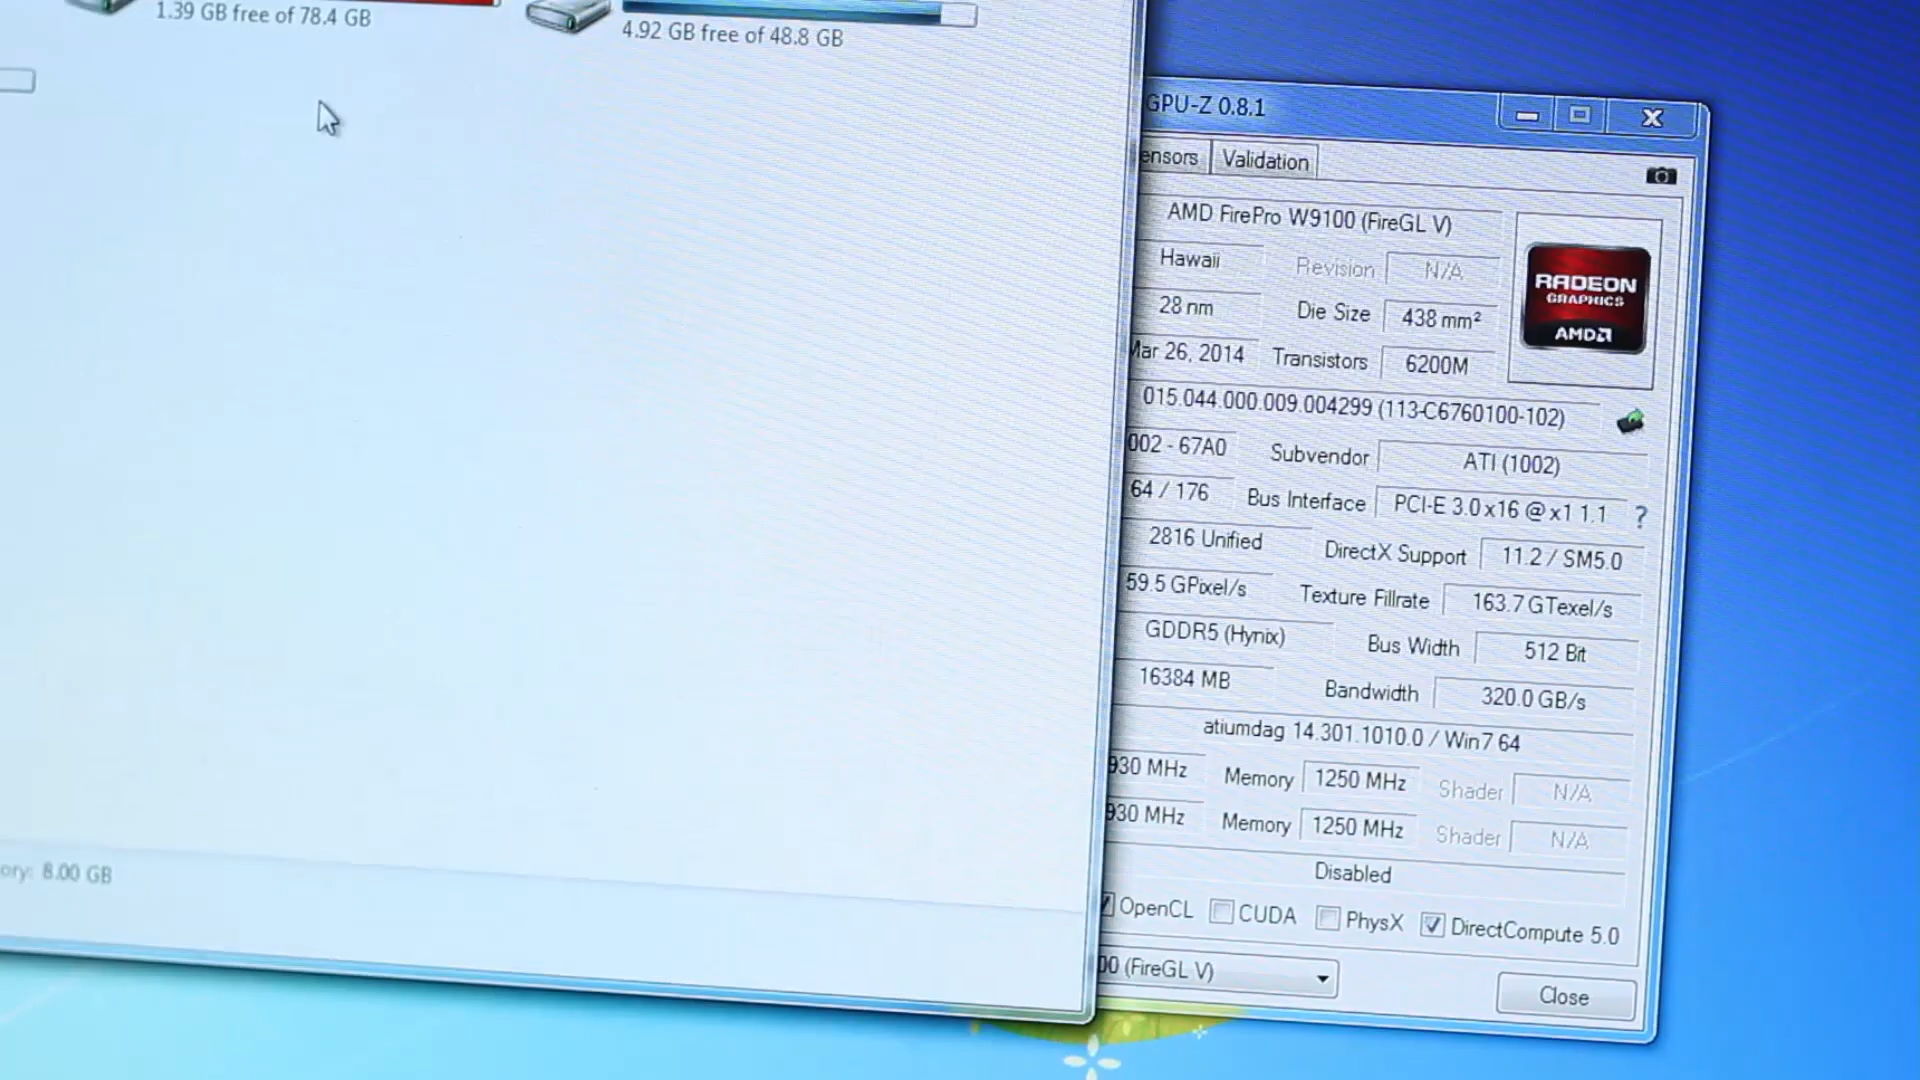 1.39 GB free of 78.4 GB
4.92 GB free of 48.8 GB
ory: 8.00 GB
GPU-Z 0.8.1
ensors Validation
AMD FirePro W9100 (FireGL V)
Hawaii Revision N/A
28 nm Die Size 438 mm²
Mar 26, 2014 Transistors 6200M
RADEON
GRAPHICS
AMD
015.044.000.009.004299 (113-C6760100-102)
002 - 67A0 Subvendor ATI (1002)
64 / 176 Bus Interface PCI-E 3.0 x16 @ x1 1.1 ?
2816 Unified DirectX Support 11.2 / SM5.0
59.5 GPixel/s Texture Fillrate 163.7 GTexel/s
GDDR5 (Hynix) Bus Width 512 Bit
16384 MB Bandwidth 320.0 GB/s
atiumdag 14.301.1010.0 / Win7 64
930 MHz Memory 1250 MHz Shader N/A
930 MHz Memory 1250 MHz Shader N/A
Disabled
OpenCL CUDA PhysX DirectCompute 5.0
00 (FireGL V) Close